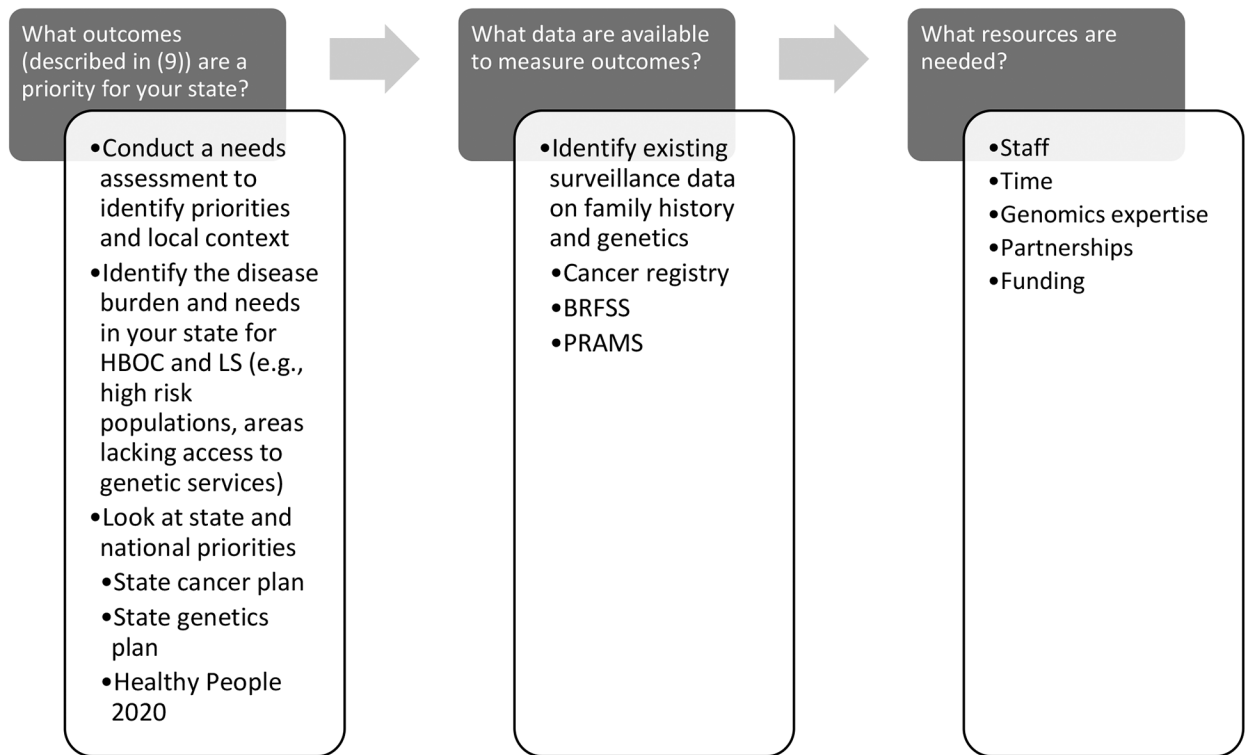 What outcomes
(described in (9)) are a
priority for your state?
•Conduct a needs
assessment to
identify priorities
and local context
•Identify the disease
burden and needs
in your state for
HBOC and LS (e.g.,
high risk
populations, areas
lacking access to
genetic services)
•Look at state and
national priorities
•State cancer plan
•State genetics
plan
•Healthy People
2020
What data are available
to measure outcomes?
•Identify existing
surveillance data
on family history
and genetics
•Cancer registry
•BRFSS
•PRAMS
What resources are
needed?
•Staff
•Time
•Genomics expertise
•Partnerships
•Funding